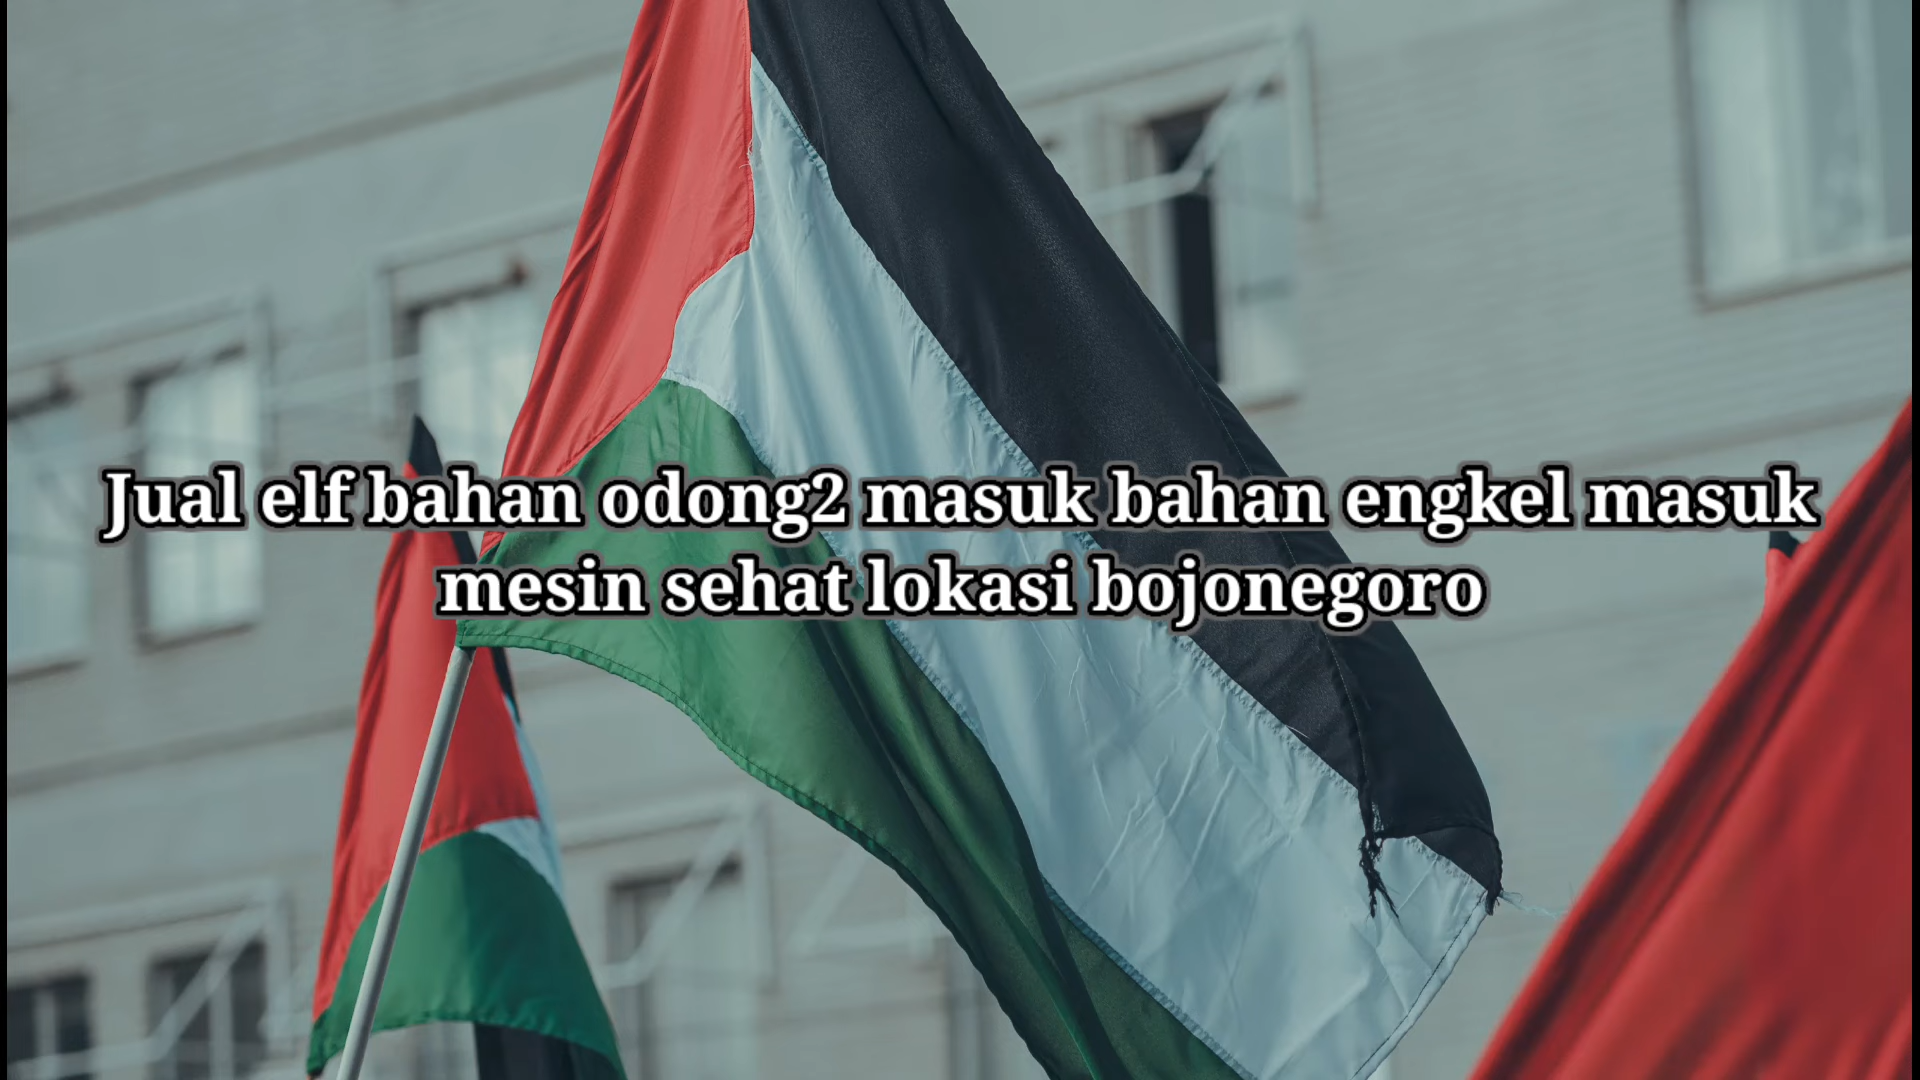 Jual elf bahan odong2 masuk bahan engkel masuk
mesin sehat lokasi bojonegoro